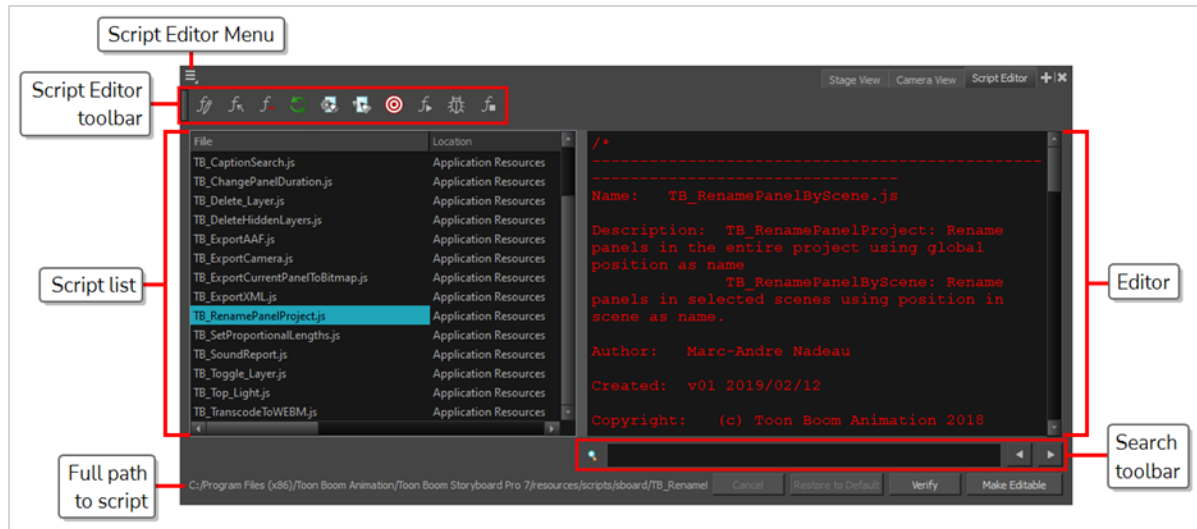 Script Editor Menu
Script Editor
toolbar
Stage View Camera View Script Editor
File Location
TB_CaptionSearch.js Application Resources
TB_ChangePanelDuration.js Application Resources
TB_Delete_Layer.js Application Resources
TB_DeleteHiddenLayers.js Application Resources
TB_ExportAAF.js Application Resources
TB_ExportCamera.js Application Resources
TB_ExportCurrentPanelToBitmap.js Application Resources
TB_ExportXML.js Application Resources
TB_RenamePanelProject.js Application Resources
TB_SetProportionalLengths.js Application Resources
TB_SoundReport.js Application Resources
TB_Toggle_Layer.js Application Resources
TB_Top_Light.js Application Resources
TB_TranscodeToWEBM.js Application Resources
Script list
/*
-----------------------------------------------
--------------------------------
Name: TB_RenamePanelByScene.js
Description: TB_RenamePanelProject: Rename
panels in the entire project using global
position as name
TB_RenamePanelByScene: Rename
panels in selected scenes using position in
scene as name.
Author: Marc-Andre Nadeau
Created: v01 2019/02/12
Copyright: (c) Toon Boom Animation 2018
Editor
Search
toolbar
Full path
to script
C:/Program Files (x86)/Toon Boom Animation/Toon Boom Storyboard Pro 7/resources/scripts/sboard/TB_Renamel
Cancel Restore to Default Verify Make Editable